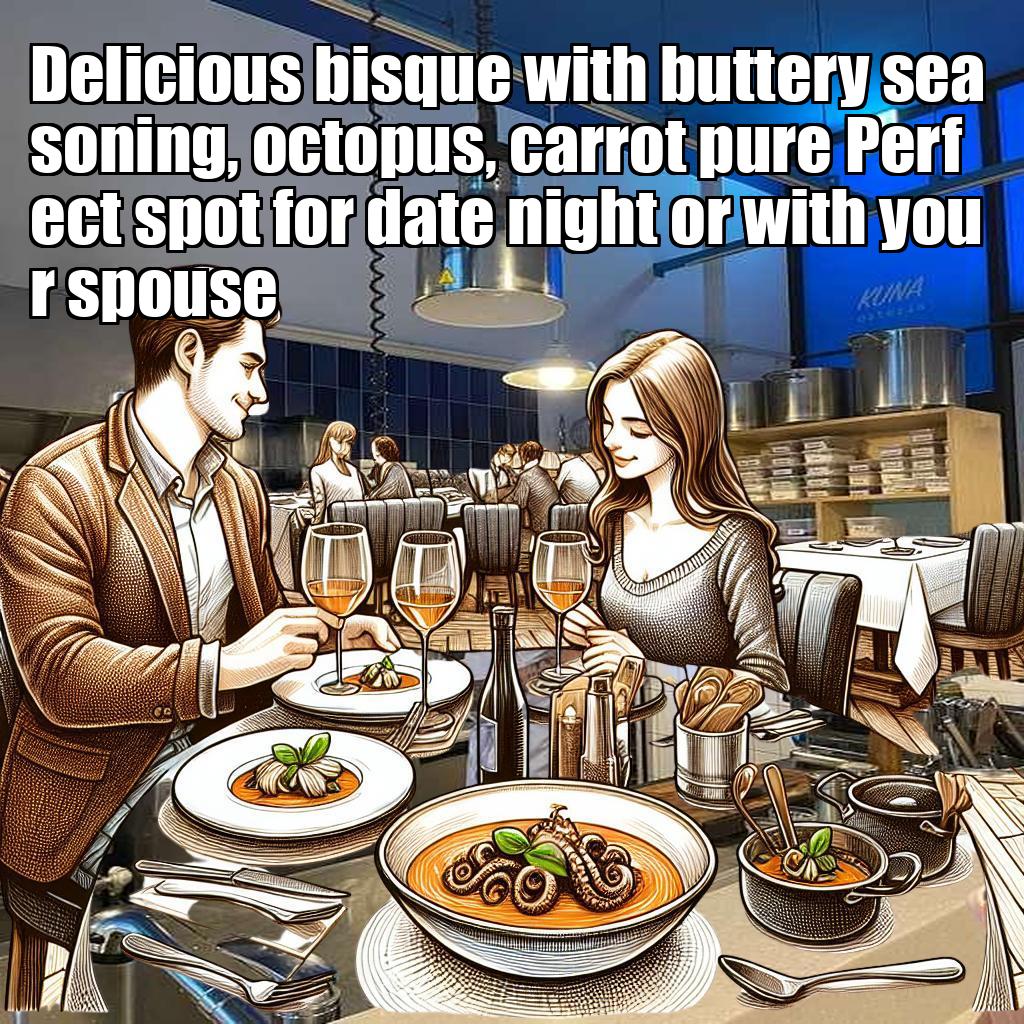 Delicious bisque with buttery sea
soning, octopus, carrot pure Perf
ect spot for date night or with you
r spouse
KUNA